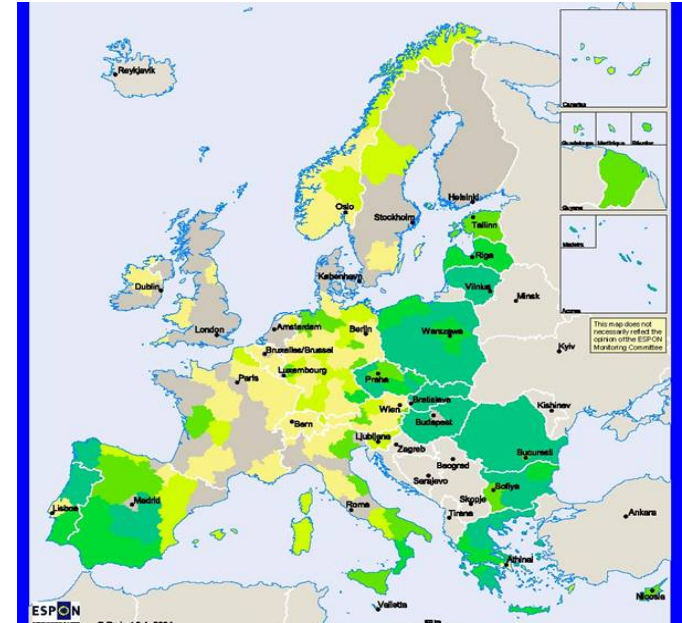 Reykjavik
Canarias
Guadeloupe Martinique Réunion
Guyane
Oslo
Helsinki
Stockholm
Tallinn
Madeira
Riga
Dublin
København
Vilnius
Minsk
Acores
London
Amsterdam
Berlin
Warszawa
This map does not
necessarily reflect the
opinion of the ESPON
Monitoring Committee
Bruxelles/Brussel
Kyiv
Luxembourg
Praha
Paris
Wien
Bratislava
Kishinev
Bern
Budapest
Ljubljana
Zagreb
Bucuresti
Beograd
Sarajevo
Sofiya
Madrid
Skopje
Lisboa
Roma
Tirana
Ankara
Athinai
Nicosia
Valletta
ESPON